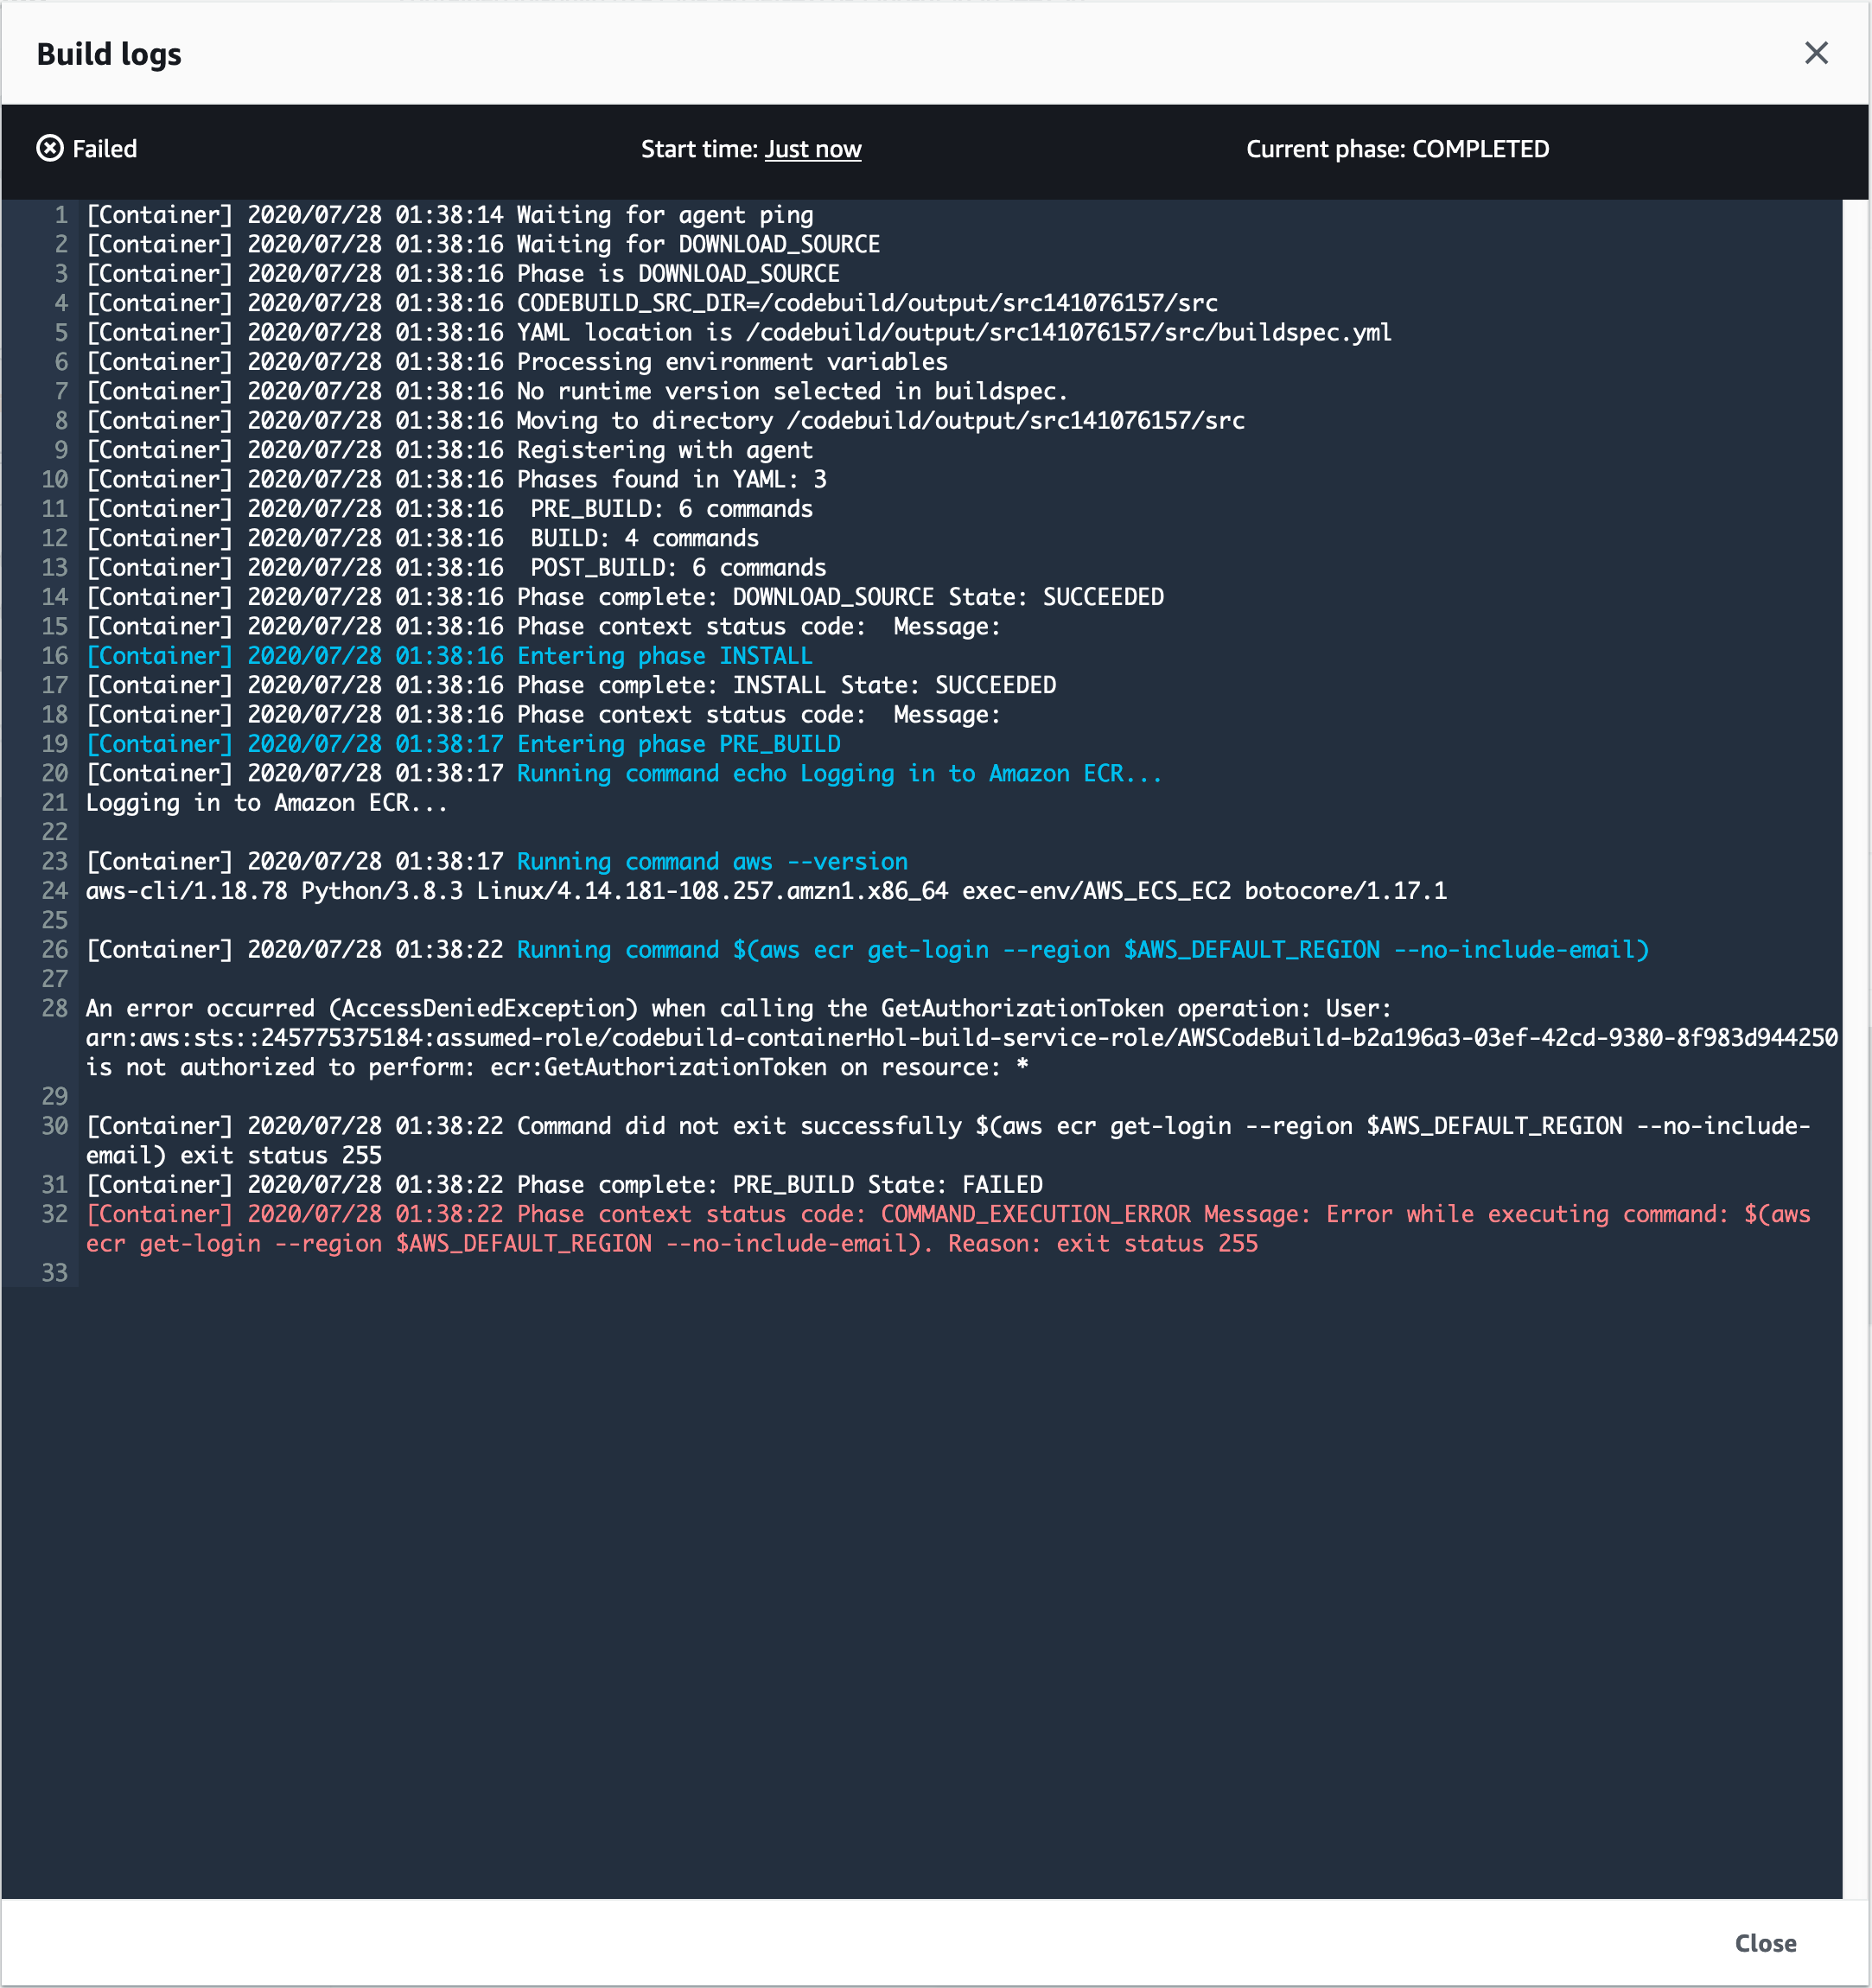 Build logs
Failed
Start time: Just now
Current phase: COMPLETED
1 [Container] 2020/07/28 01:38:14 Waiting for agent ping
2 [Container] 2020/07/28 01:38:16 Waiting for DOWNLOAD_SOURCE
3 [Container] 2020/07/28 01:38:16 Phase is DOWNLOAD_SOURCE
4 [Container] 2020/07/28 01:38:16 CODEBUILD_SRC_DIR=/codebuild/output/src141076157/src
5 [Container] 2020/07/28 01:38:16 YAML location is /codebuild/output/src141076157/src/buildspec.yml
6 [Container] 2020/07/28 01:38:16 Processing environment variables
7 [Container] 2020/07/28 01:38:16 No runtime version selected in buildspec.
8 [Container] 2020/07/28 01:38:16 Moving to directory /codebuild/output/src141076157/src
9 [Container] 2020/07/28 01:38:16 Registering with agent
10 [Container] 2020/07/28 01:38:16 Phases found in YAML: 3
11 [Container] 2020/07/28 01:38:16  PRE_BUILD: 6 commands
12 [Container] 2020/07/28 01:38:16  BUILD: 4 commands
13 [Container] 2020/07/28 01:38:16  POST_BUILD: 6 commands
14 [Container] 2020/07/28 01:38:16 Phase complete: DOWNLOAD_SOURCE State: SUCCEEDED
15 [Container] 2020/07/28 01:38:16 Phase context status code:  Message:
16 [Container] 2020/07/28 01:38:16 Entering phase INSTALL
17 [Container] 2020/07/28 01:38:16 Phase complete: INSTALL State: SUCCEEDED
18 [Container] 2020/07/28 01:38:16 Phase context status code:  Message:
19 [Container] 2020/07/28 01:38:17 Entering phase PRE_BUILD
20 [Container] 2020/07/28 01:38:17 Running command echo Logging in to Amazon ECR...
21 Logging in to Amazon ECR...
22
23 [Container] 2020/07/28 01:38:17 Running command aws --version
24 aws-cli/1.18.78 Python/3.8.3 Linux/4.14.181-108.257.amzn1.x86_64 exec-env/AWS_ECS_EC2 botocore/1.17.1
25
26 [Container] 2020/07/28 01:38:22 Running command $(aws ecr get-login --region $AWS_DEFAULT_REGION --no-include-email)
27
28 An error occurred (AccessDeniedException) when calling the GetAuthorizationToken operation: User:
arn:aws:sts::245775375184:assumed-role/codebuild-containerHol-build-service-role/AWSCodeBuild-b2a196a3-03ef-42cd-9380-8f983d944250
is not authorized to perform: ecr:GetAuthorizationToken on resource: *
29
30 [Container] 2020/07/28 01:38:22 Command did not exit successfully $(aws ecr get-login --region $AWS_DEFAULT_REGION --no-include-
email) exit status 255
31 [Container] 2020/07/28 01:38:22 Phase complete: PRE_BUILD State: FAILED
32 [Container] 2020/07/28 01:38:22 Phase context status code: COMMAND_EXECUTION_ERROR Message: Error while executing command: $(aws
ecr get-login --region $AWS_DEFAULT_REGION --no-include-email). Reason: exit status 255
33
Close